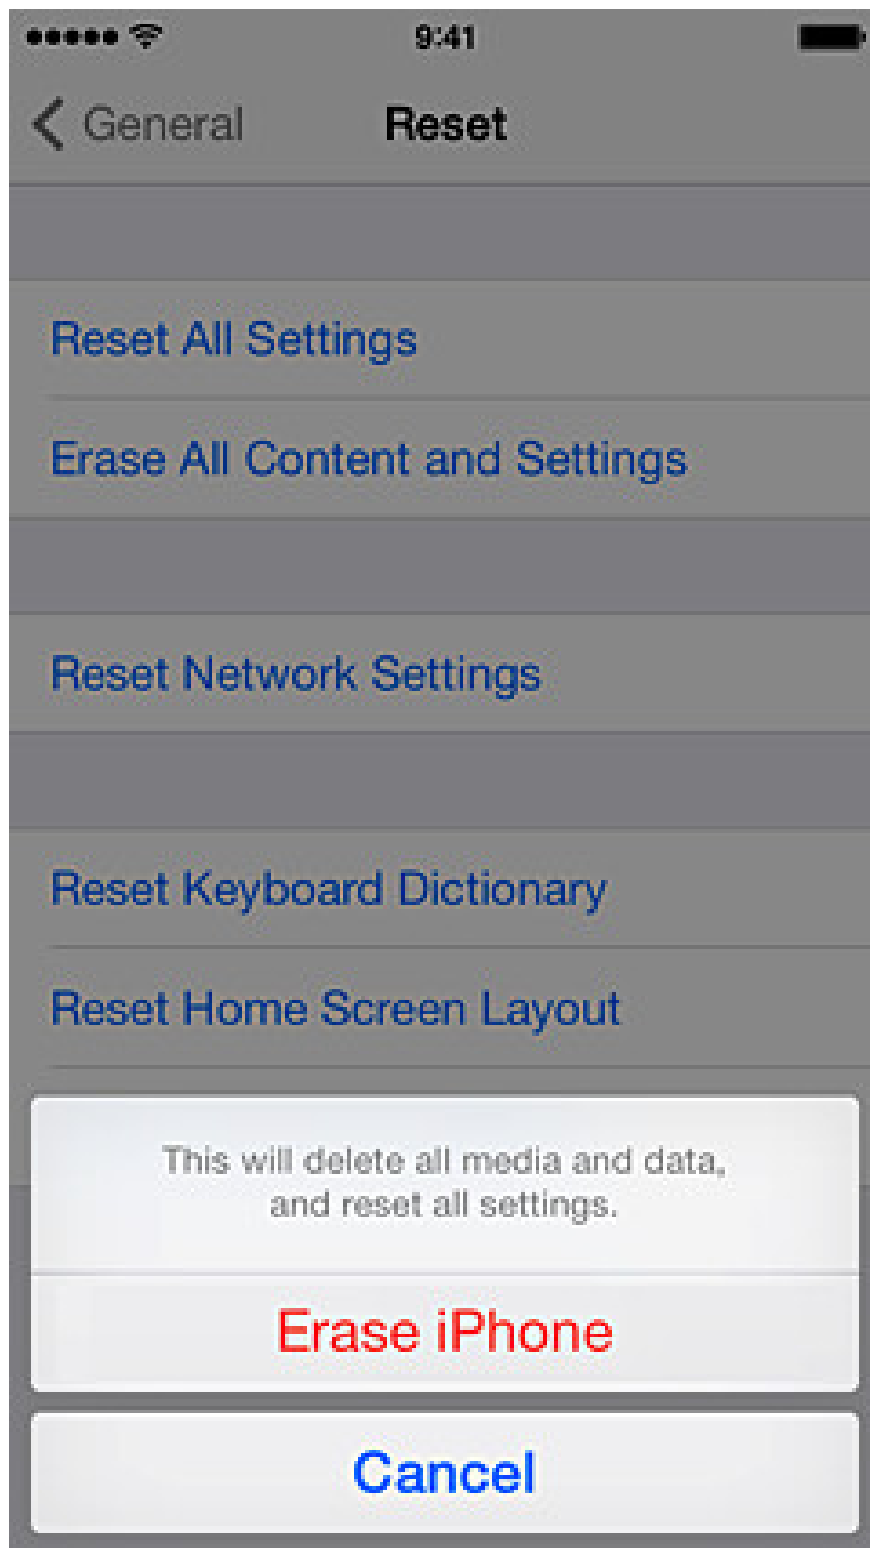 9:41
General
Reset
Reset All Settings
Erase All Content and Settings
Reset Network Settings
Reset Keyboard Dictionary
Reset Home Screen Layout
This will delete all media and data,
and reset all settings.
Erase iPhone
Cancel